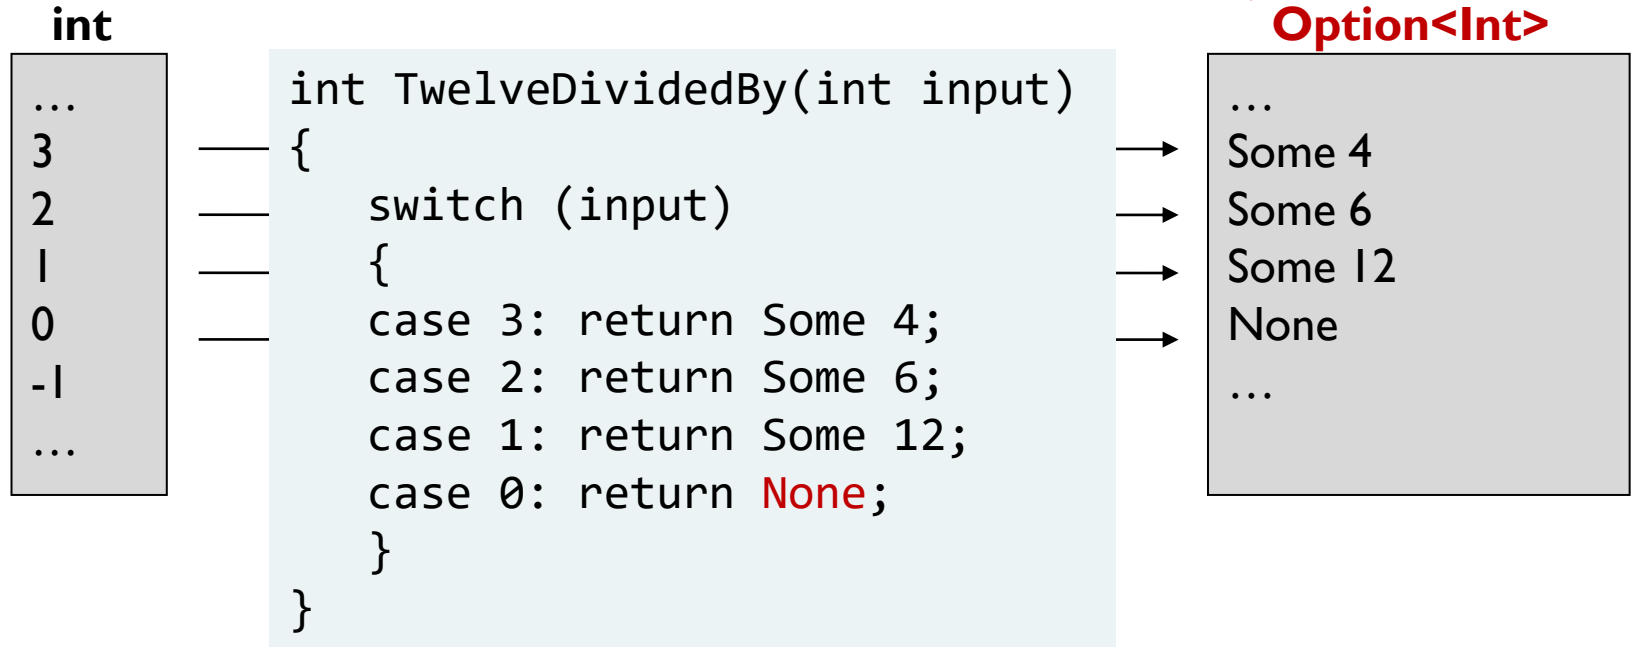 int
Option<Int>
…
3
2
1
0
-1
…
int TwelveDividedBy(int input)
{
switch (input)
{
case 3: return Some 4;
case 2: return Some 6;
case 1: return Some 12;
case 0: return None;
}
}
…
Some 4
Some 6
Some 12
None
…